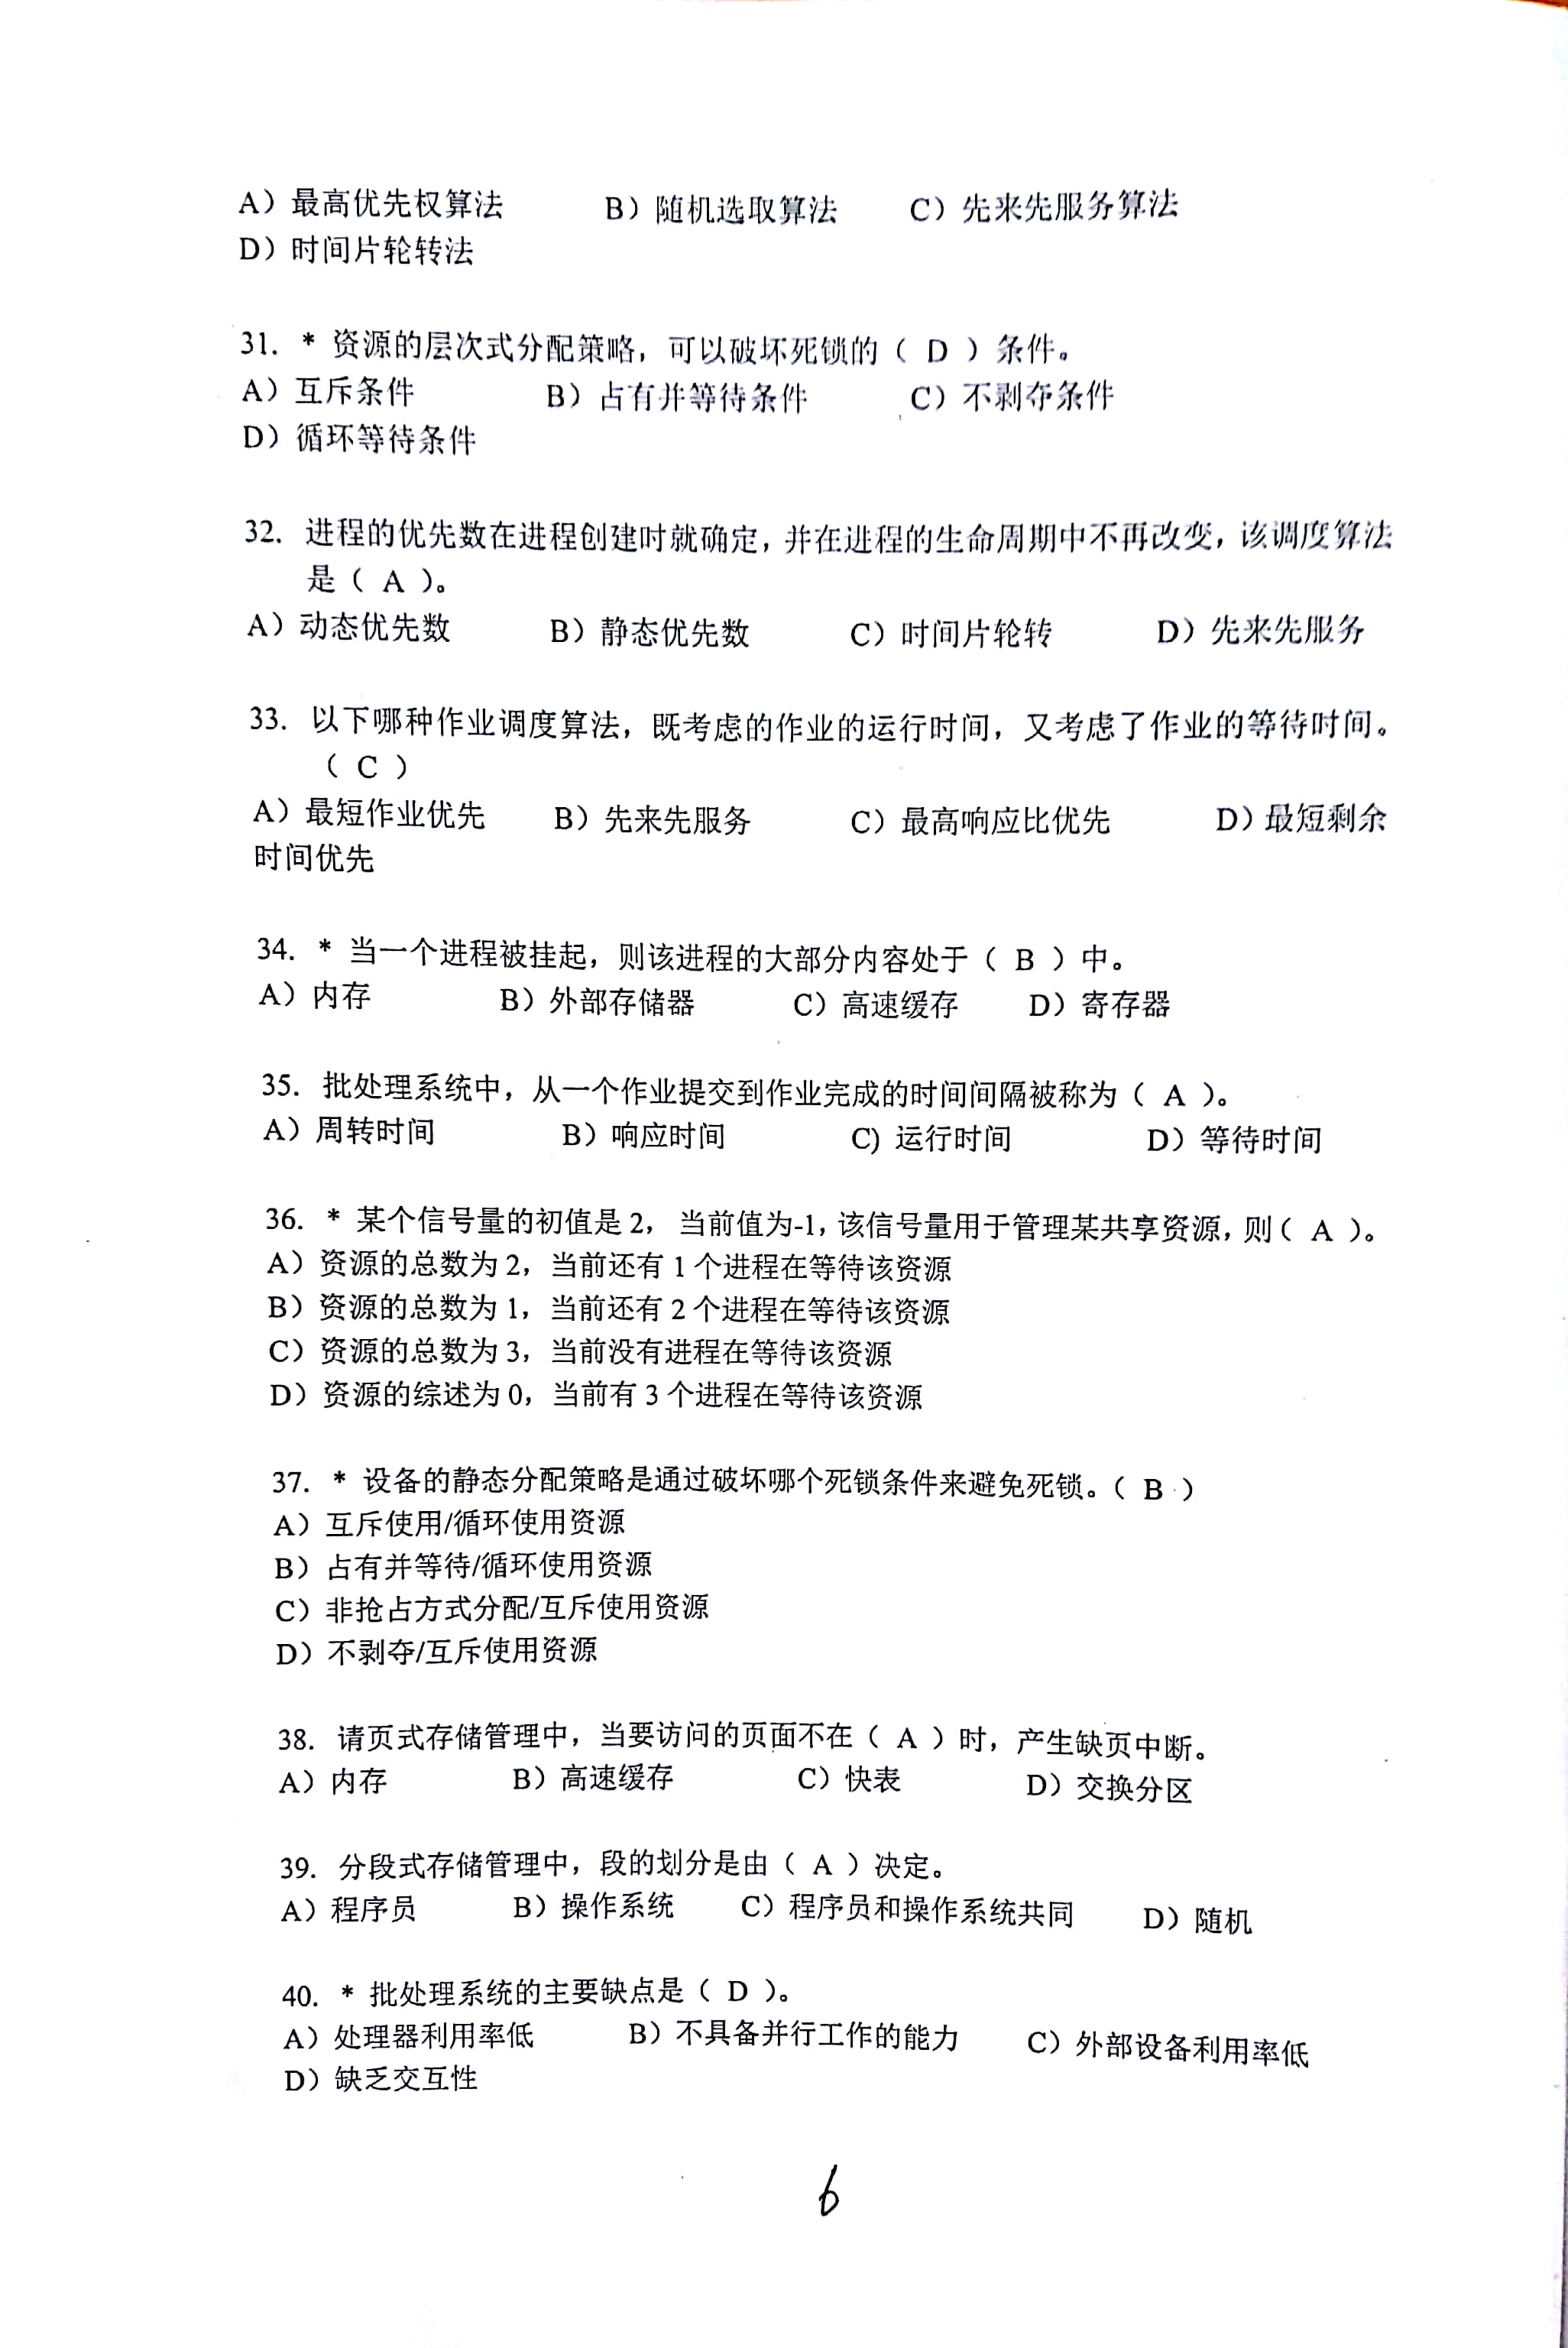 A）最高优先权算法 B）随机选取算法 C）先来先服务算法
D）时间片轮转法
31. * 资源的层次式分配策略，可以破坏死锁的（ D ）条件。
A）互斥条件 B）占有并等待条件 C）不剥夺条件
D）循环等待条件
32. 进程的优先数在进程创建时就确定，并在进程的生命周期中不再改变，该调度算法
是（ A ）。
A）动态优先数 B）静态优先数 C）时间片轮转 D）先来先服务
33. 以下哪种作业调度算法，既考虑的作业的运行时间，又考虑了作业的等待时间。
（ C ）
A）最短作业优先 B）先来先服务 C）最高响应比优先 D）最短剩余
时间优先
34. * 当一个进程被挂起，则该进程的大部分内容处于（ B ）中。
A）内存 B）外部存储器 C）高速缓存 D）寄存器
35. 批处理系统中，从一个作业提交到作业完成的时间间隔被称为（ A ）。
A）周转时间 B）响应时间 C) 运行时间 D）等待时间
36. * 某个信号量的初值是 2， 当前值为-1，该信号量用于管理某共享资源，则（ A ）。
A）资源的总数为 2，当前还有 1 个进程在等待该资源
B）资源的总数为 1，当前还有 2 个进程在等待该资源
C）资源的总数为 3，当前没有进程在等待该资源
D）资源的综述为 0，当前有 3 个进程在等待该资源
37. * 设备的静态分配策略是通过破坏哪个死锁条件来避免死锁。（ B ）
A）互斥使用/循环使用资源
B）占有并等待/循环使用资源
C）非抢占方式分配/互斥使用资源
D）不剥夺/互斥使用资源
38. 请页式存储管理中，当要访问的页面不在（ A ）时，产生缺页中断。
A）内存 B）高速缓存 C）快表 D）交换分区
39. 分段式存储管理中，段的划分是由（ A ）决定。
A）程序员 B）操作系统 C）程序员和操作系统共同 D）随机
40. * 批处理系统的主要缺点是（ D ）。
A）处理器利用率低 B）不具备并行工作的能力 C）外部设备利用率低
D）缺乏交互性
6